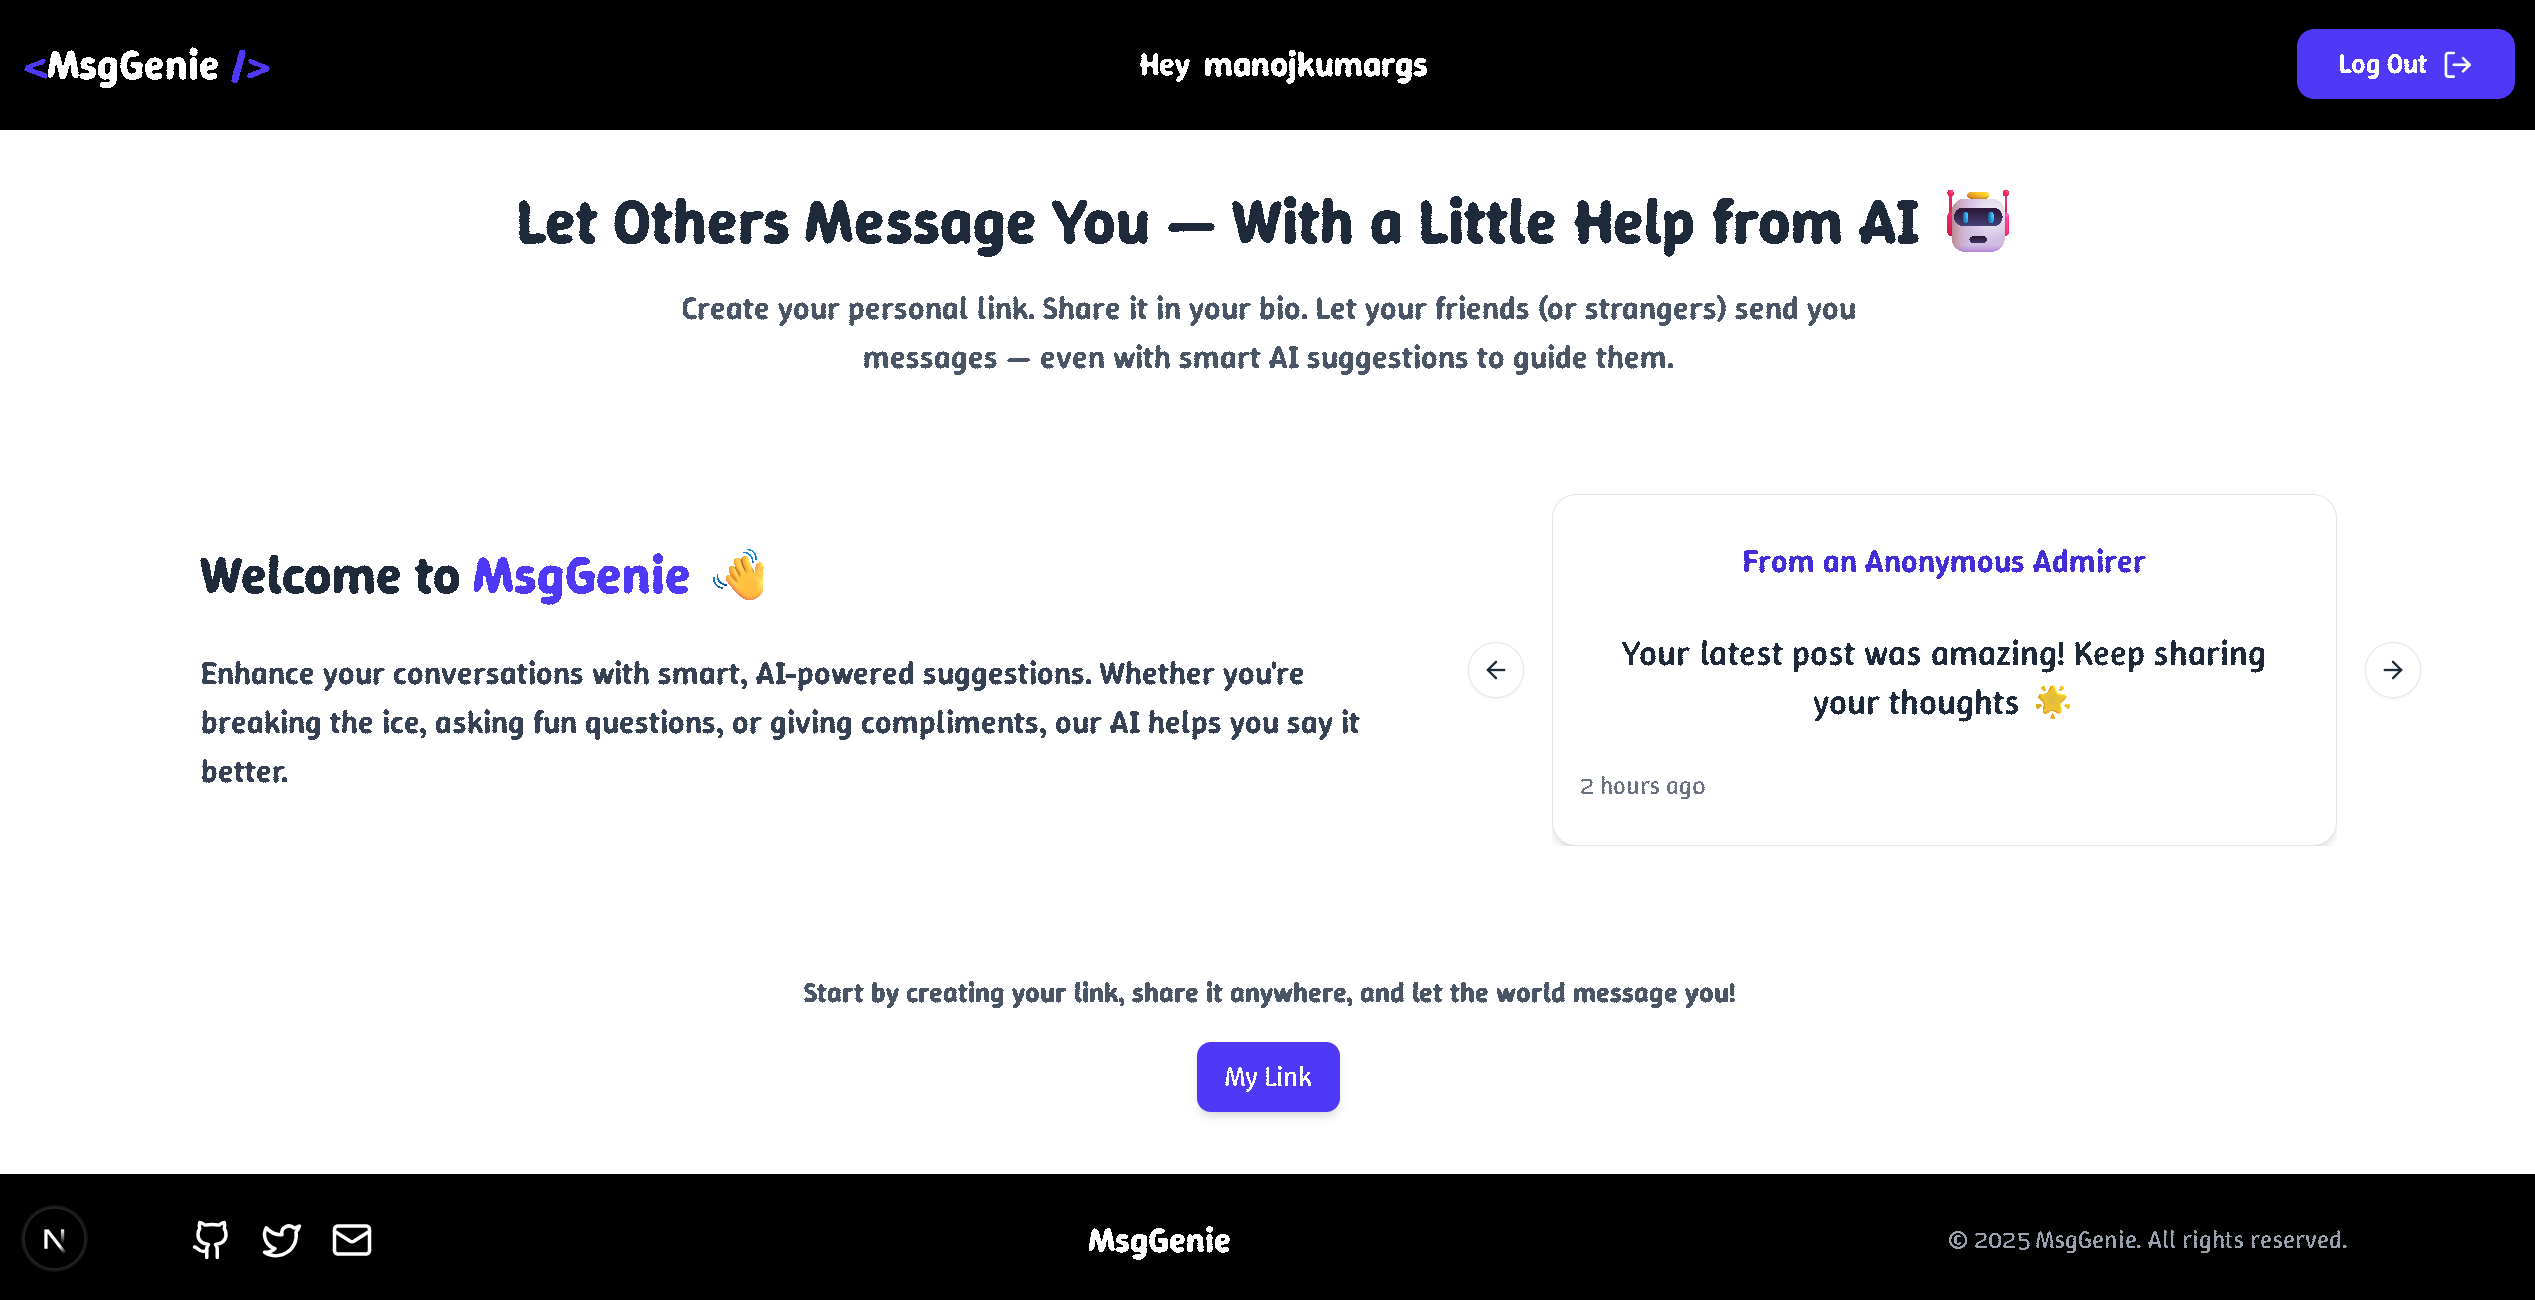 <MsgGenie />
Hey manojkumargs
Log Out
Let Others Message You — With a Little Help from AI 🤖
Create your personal link. Share it in your bio. Let your friends (or strangers) send you
messages — even with smart AI suggestions to guide them.
Welcome to MsgGenie 👋
Enhance your conversations with smart, AI-powered suggestions. Whether you're
breaking the ice, asking fun questions, or giving compliments, our AI helps you say it
better.
From an Anonymous Admirer
Your latest post was amazing! Keep sharing
your thoughts 🌟
2 hours ago
Start by creating your link, share it anywhere, and let the world message you!
My Link
N
MsgGenie
© 2025 MsgGenie. All rights reserved.